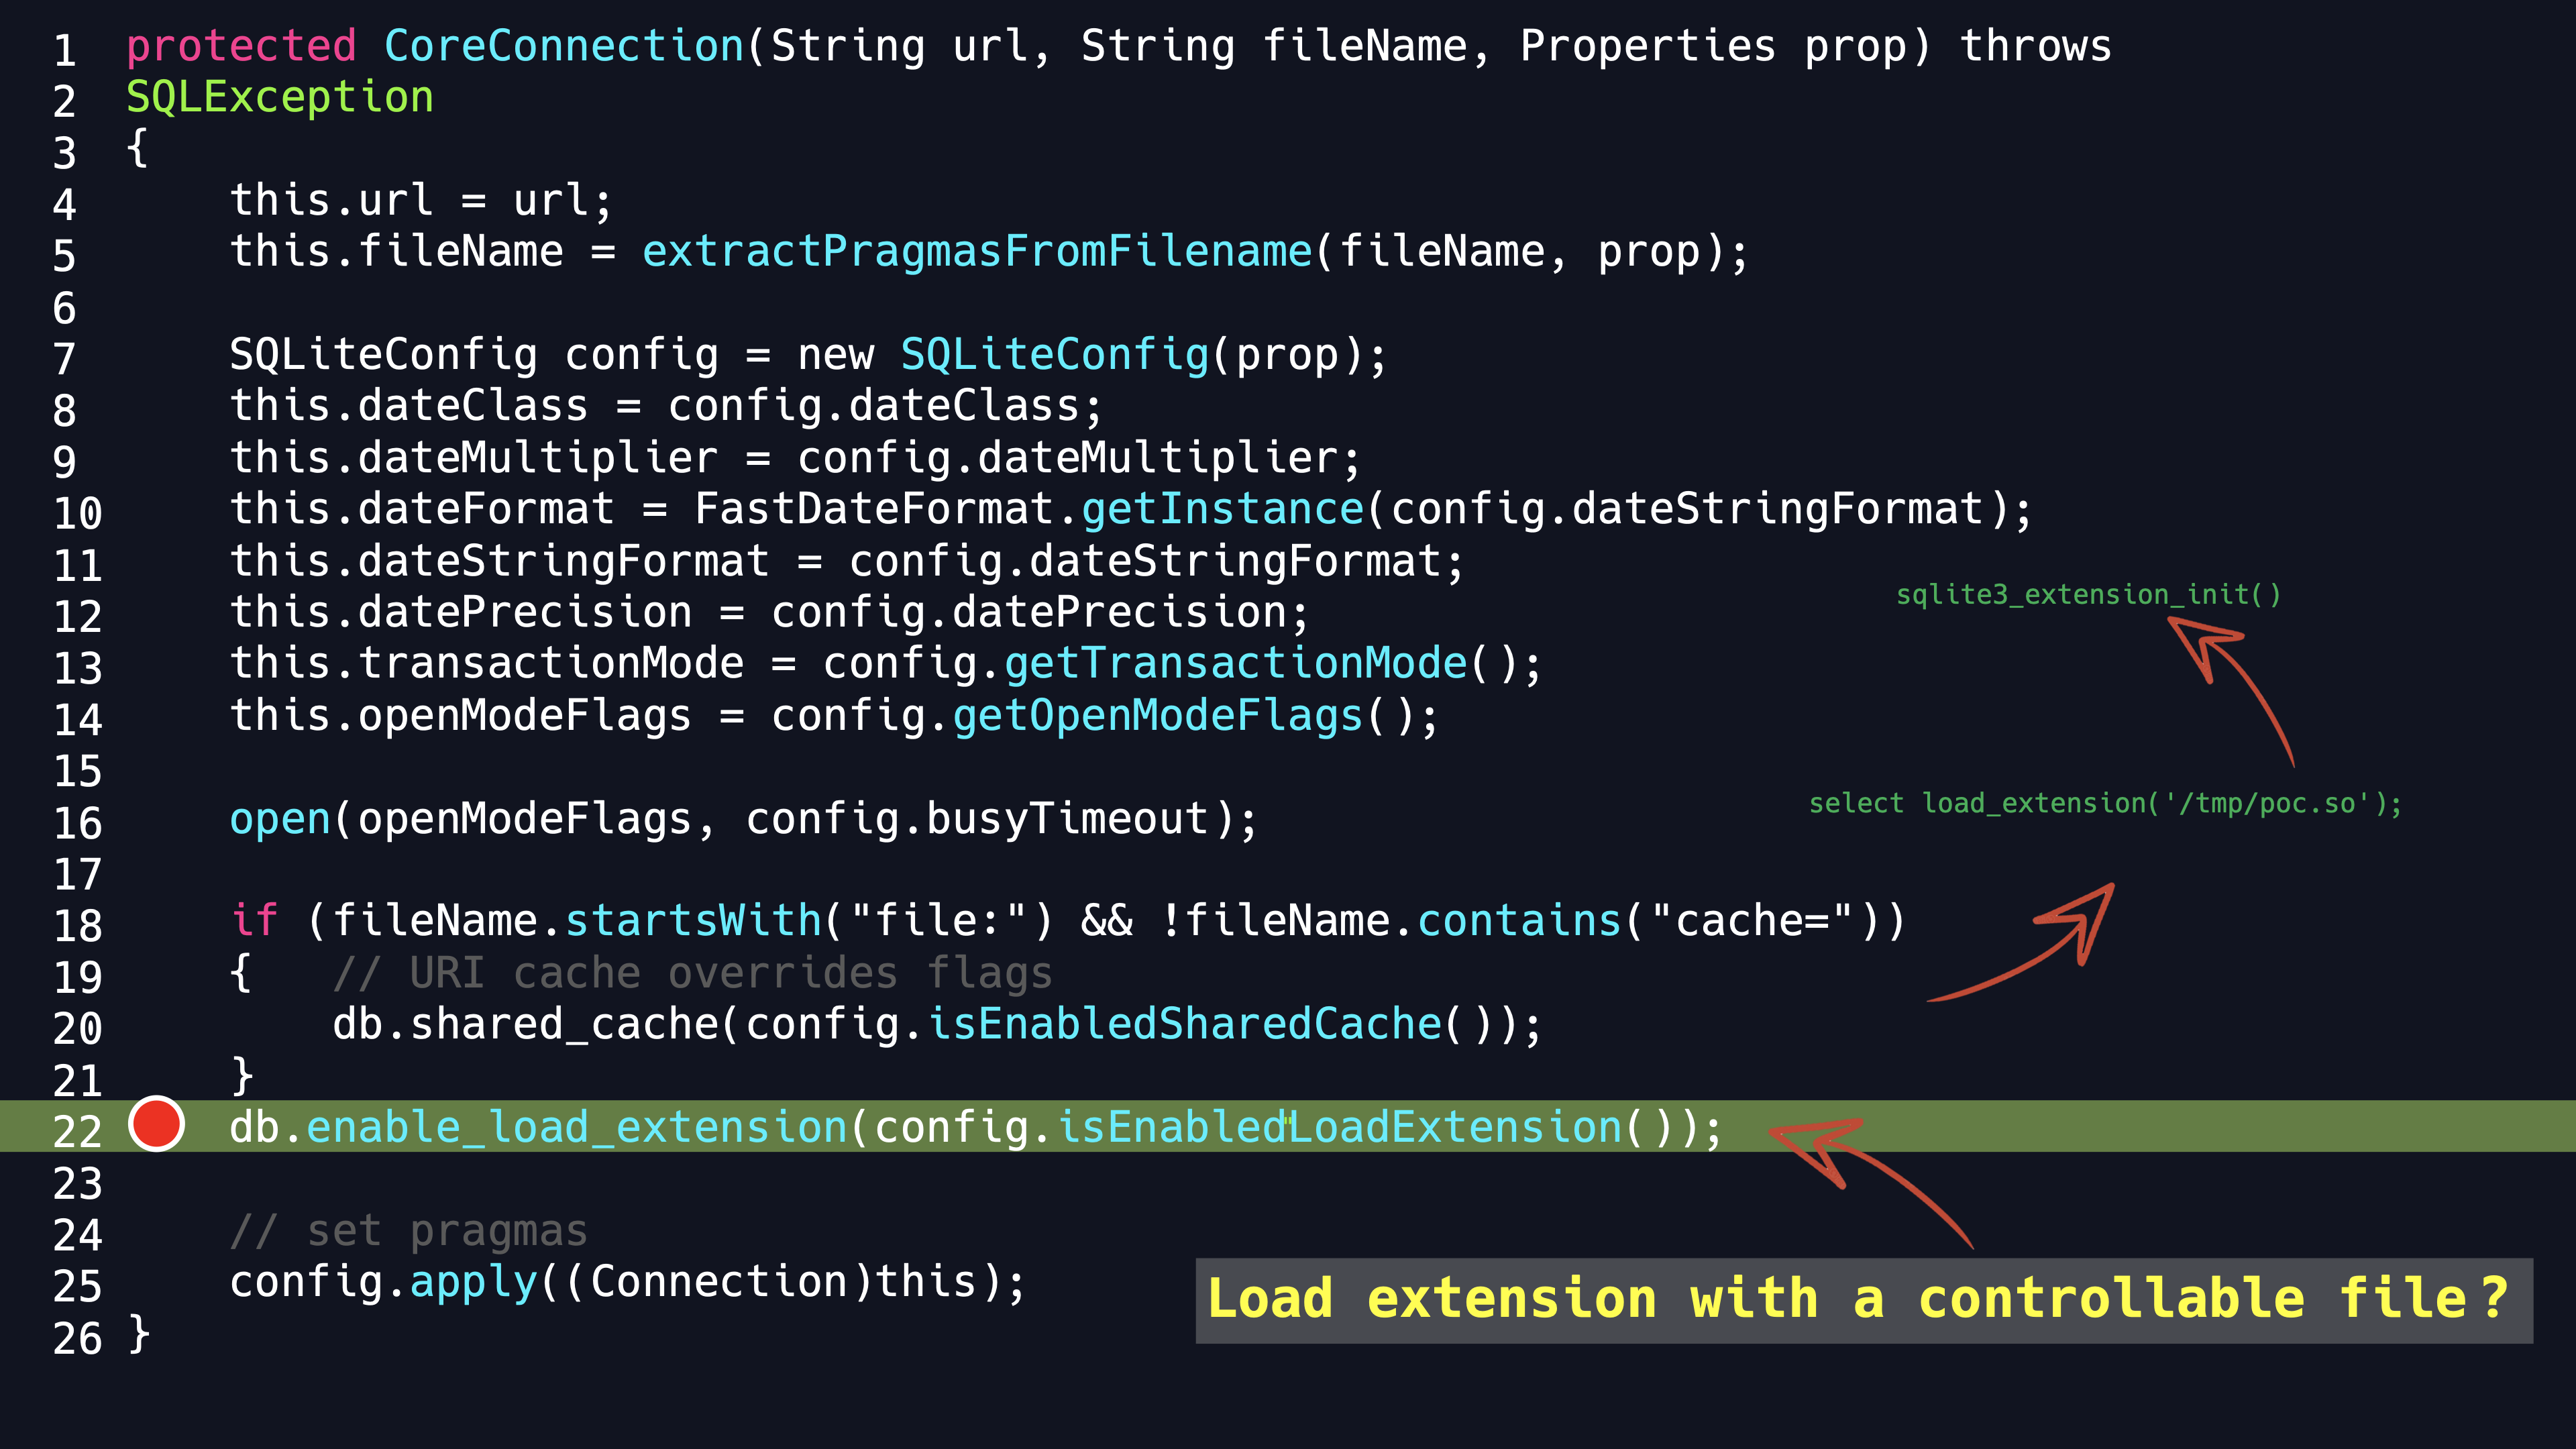 1 protected CoreConnection(String url, String fileName, Properties prop) throws
2 SQLException
3 {
4 this.url = url;
5 this.fileName = extractPragmasFromFilename(fileName, prop);
6
7 SQLiteConfig config = new SQLiteConfig(prop);
8 this.dateClass = config.dateClass;
9 this.dateMultiplier = config.dateMultiplier;
10 this.dateFormat = FastDateFormat.getInstance(config.dateStringFormat);
11 this.dateStringFormat = config.dateStringFormat;
sqlite3_extension_init()
12 this.datePrecision = config.datePrecision;
13 this.transactionMode = config.getTransactionMode();
14 this.openModeFlags = config.getOpenModeFlags();
15
16 open(openModeFlags, config.busyTimeout);
select load_extension('/tmp/poc.so');
17
18 if (fileName.startsWith("file:") && !fileName.contains("cache="))
19 { // URI cache overrides flags
20 db.shared_cache(config.isEnabledSharedCache());
21 }
22 db.enable_load_extension(config.isEnabledLoadExtension());
23
24 // set pragmas
25 config.apply((Connection)this);
Load extension with a controllable file?
26 }